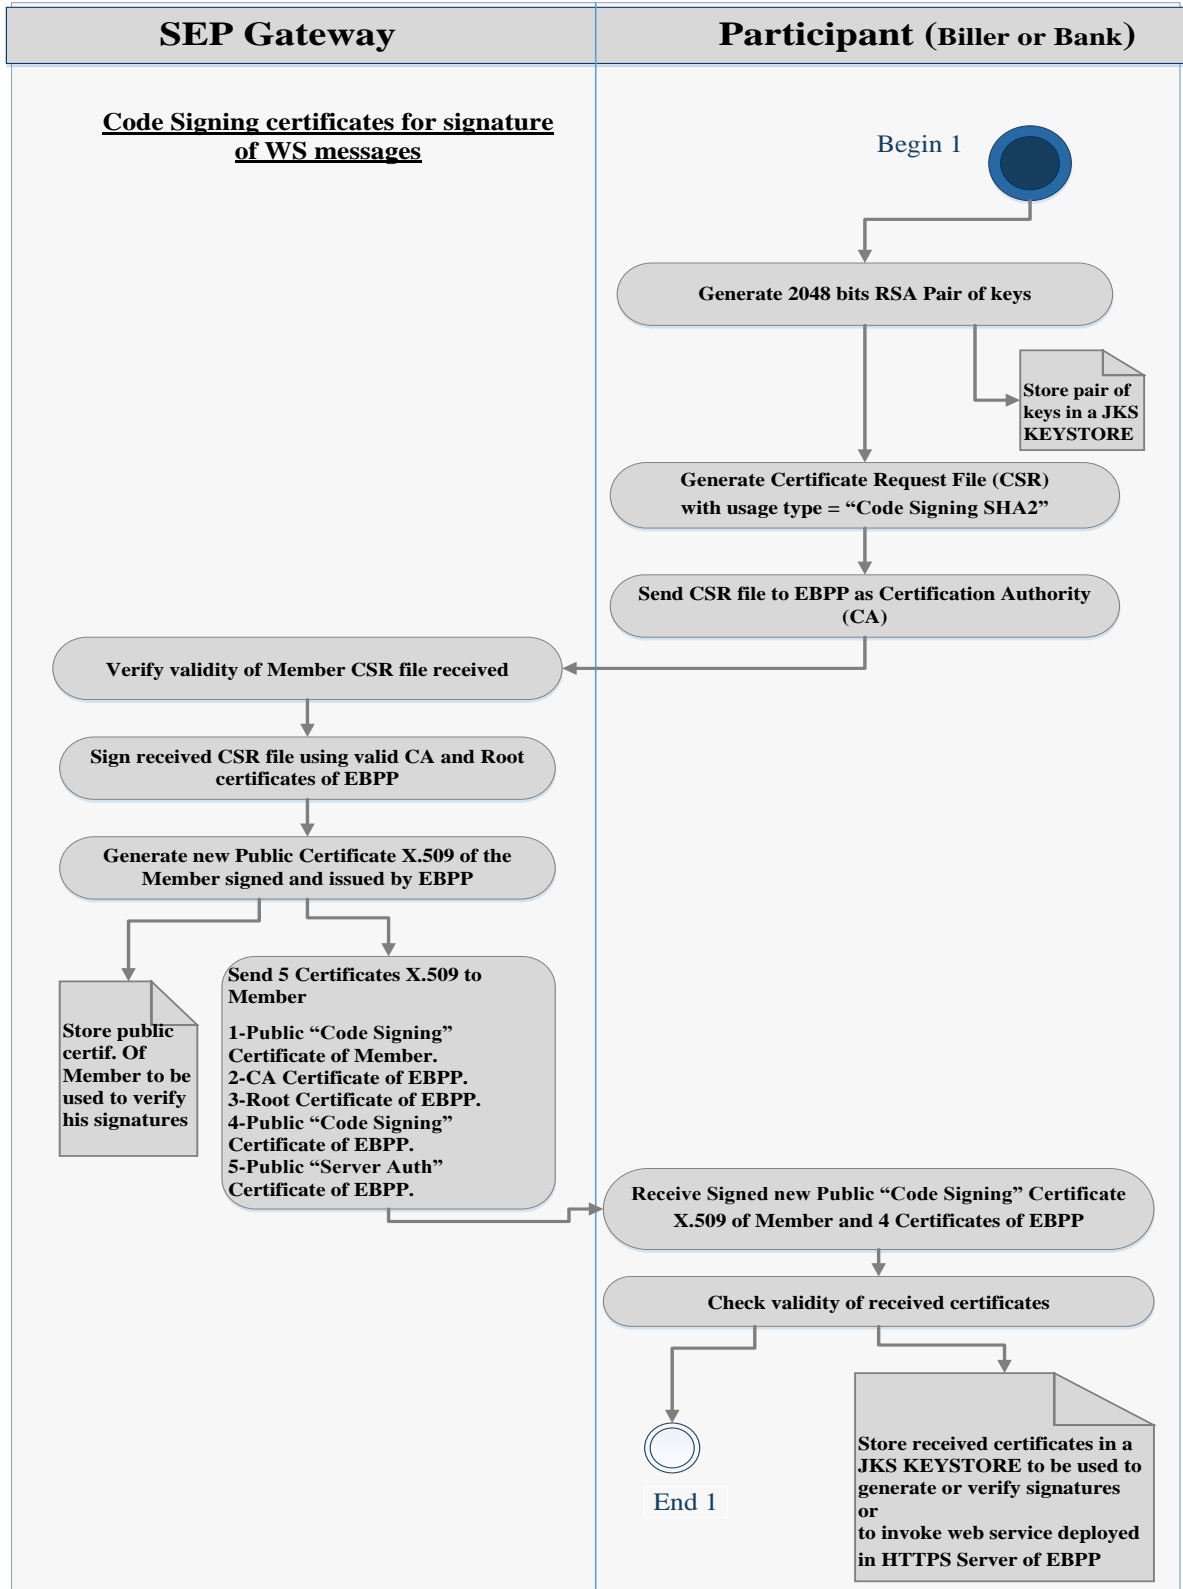 SEP Gateway
Participant (Biller or Bank)
Code Signing certificates for signature
of WS messages
Begin 1
Generate 2048 bits RSA Pair of keys
Store pair of
keys in a JKS
KEYSTORE
Generate Certificate Request File (CSR)
with usage type = “Code Signing SHA2”
Send CSR file to EBPP as Certification Authority
(CA)
Verify validity of Member CSR file received
Sign received CSR file using valid CA and Root
certificates of EBPP
Generate new Public Certificate X.509 of the
Member signed and issued by EBPP
Store public
certif. Of
Member to be
used to verify
his signatures
Send 5 Certificates X.509 to
Member
1-Public “Code Signing”
Certificate of Member.
2-CA Certificate of EBPP.
3-Root Certificate of EBPP.
4-Public “Code Signing”
Certificate of EBPP.
5-Public “Server Auth”
Certificate of EBPP.
Receive Signed new Public “Code Signing” Certificate
X.509 of Member and 4 Certificates of EBPP
Check validity of received certificates
End 1
Store received certificates in a
JKS KEYSTORE to be used to
generate or verify signatures
or
to invoke web service deployed
in HTTPS Server of EBPP